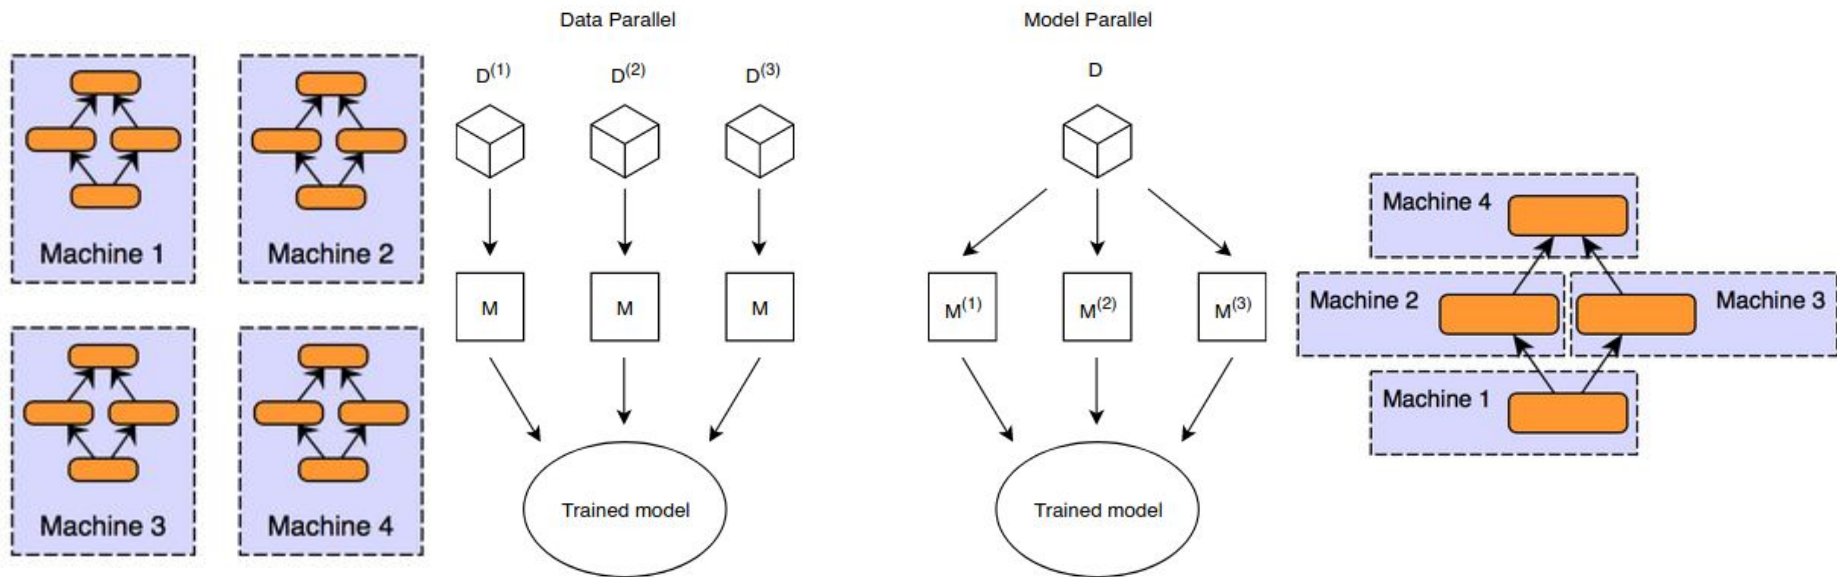 Data Parallel
Model Parallel
D(1)
D(2)
D(3)
D
Machine 1
Machine 2
M
M
M
M(1)
M(2)
M(3)
Machine 4
Machine 2
Machine 3
Machine 1
Machine 3
Machine 4
Trained model
Trained model